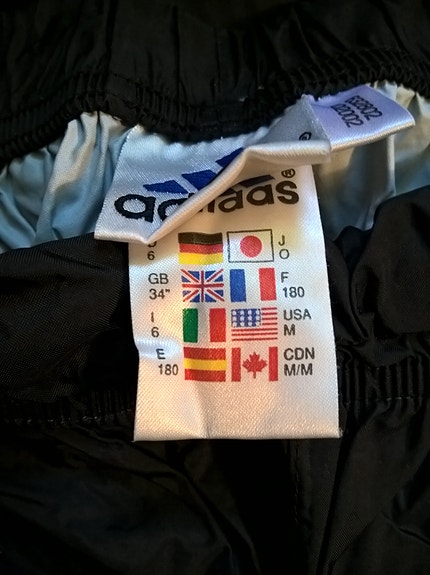 adidas®
6 J O
GB 34" F 180
I 6 USA M
E 180 CDN M/M